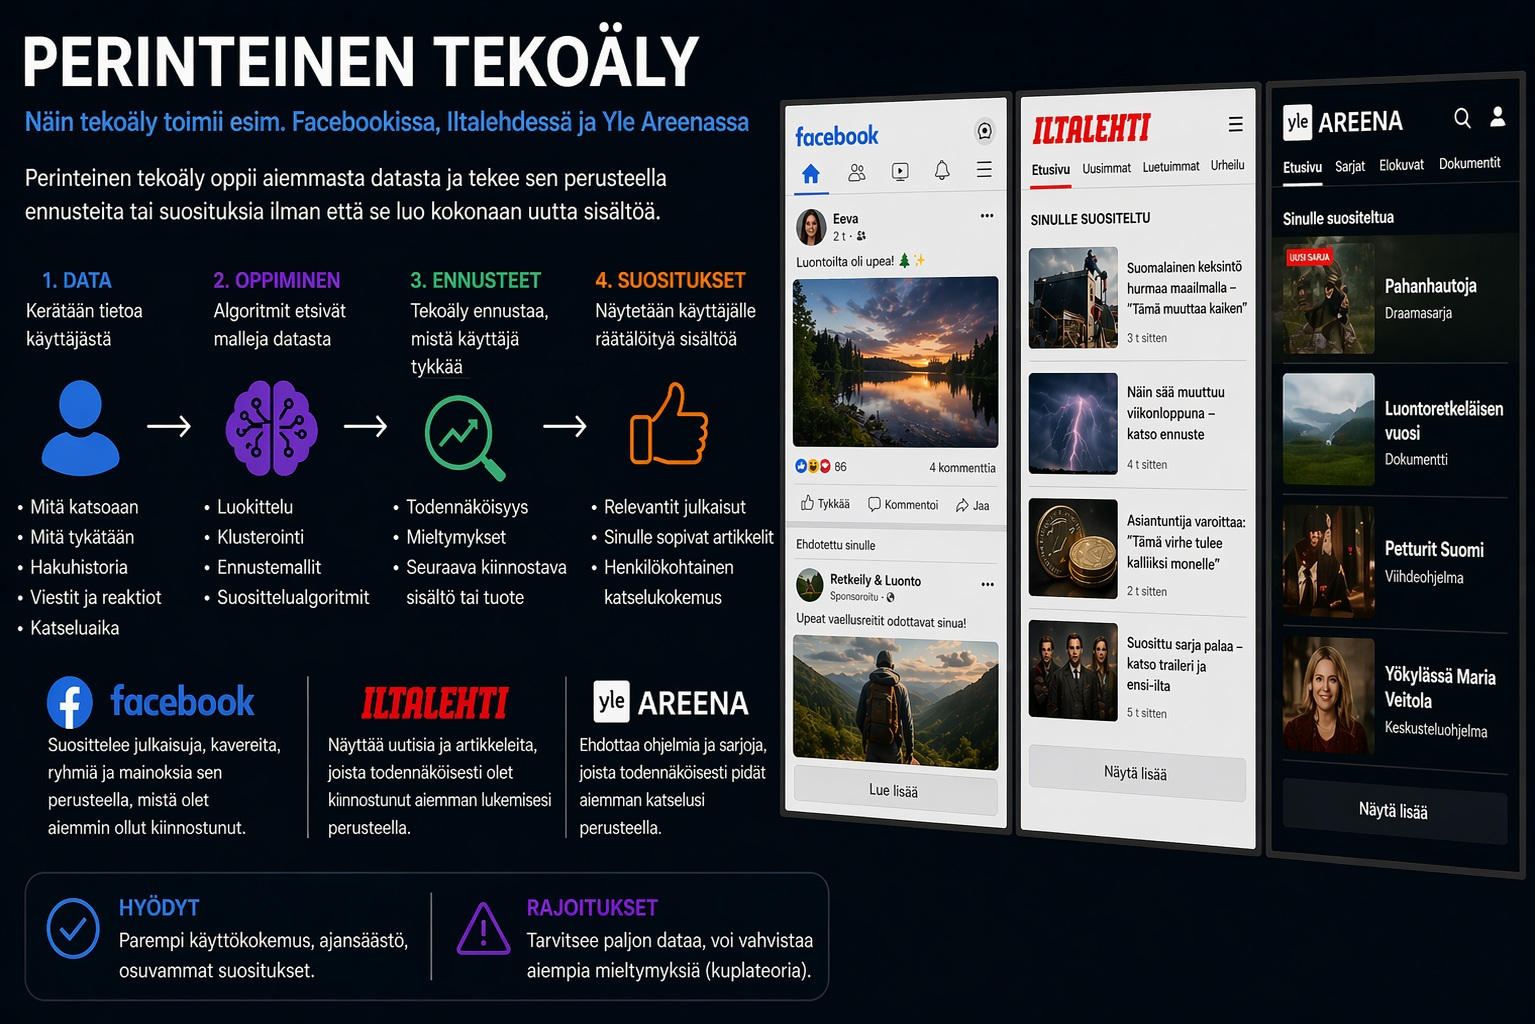 PERINTEINEN TEKOÄLY
Näin tekoäly toimii esim. Facebookissa, Iltalehdessä ja Yle Areenassa
Perinteinen tekoäly oppii aiemmasta datasta ja tekee sen perusteella
ennusteita tai suosituksia ilman että se luo kokonaan uutta sisältöä.
1. DATA
Kerätään tietoa
käyttäjästä
2. OPPIMINEN
Algoritmit etsivät
malleja datasta
3. ENNUSTEET
Tekoäly ennustaa,
mistä käyttäjä
tykkää
4. SUOSITUKSET
Näytetään käyttäjälle
räätälöityä sisältöä
• Mitä katsoaan
• Mitä tykätään
• Hakuhistoria
• Viestit ja reaktiot
• Katseluaika
• Luokittelu
• Klusterointi
• Ennustemallit
• Suosittelualgoritmit
• Todennäköisyys
• Mieltymykset
• Seuraava kiinnostava
sisältö tai tuote
• Relevantit julkaisut
• Sinulle sopivat artikkelit
• Henkilökohtainen
katselukokemus
f facebook
Suosittelee julkaisuja, kavereita,
ryhmiä ja mainoksia sen
perusteella, mistä olet
aiemmin ollut kiinnostunut.
ILTALEHTI
Näyttää uutisia ja artikkeleita,
joista todennäköisesti olet
kiinnostunut aiemman lukemisesi
perusteella.
yle AREENA
Ehdottaa ohjelmia ja sarjoja,
joista todennäköisesti pidät
aiemman katselusi
perusteella.
HYÖDYT
Parempi käyttökokemus, ajansäästö,
osuvammat suositukset.
RAJOITUKSET
Tarvitsee paljon dataa, voi vahvistaa
aiempia mieltymyksiä (kuplateoria).
facebook
Eeva
2 t ·
Luontoilta oli upea! 🌲✨
86
4 kommenttia
Tykkää
Kommentoi
Jaa
Ehdotettu sinulle
Retkeily & Luonto
Sponsoroitu ·
Upeat vaellusreitit odottavat sinua!
Lue lisää
ILTALEHTI
Etusivu Uusimmat Luetuimmat Urheilu
SINULLE SUOSITELTU
Suomalainen keksintö
hurmaa maailmalla –
”Tämä muuttaa kaiken”
3 t sitten
Näin sää muuttuu
viikonloppuna –
katso ennuste
4 t sitten
Asiantuntija varoittaa:
”Tämä virhe tulee
kalliiksi monelle”
2 t sitten
Suosittu sarja palaa –
katso traileri ja
ensi-ilta
5 t sitten
Näytä lisää
yle AREENA
Etusivu Sarjat Elokuvat Dokumentit
Sinulle suositeltua
UUSI SARJA
Pahanhautoja
Draamasarja
Luontoretkeläisen
vuosi
Dokumentti
Petturit Suomi
Viihdeohjelma
Yökylässä Maria
Veitola
Keskusteluohjelma
Näytä lisää